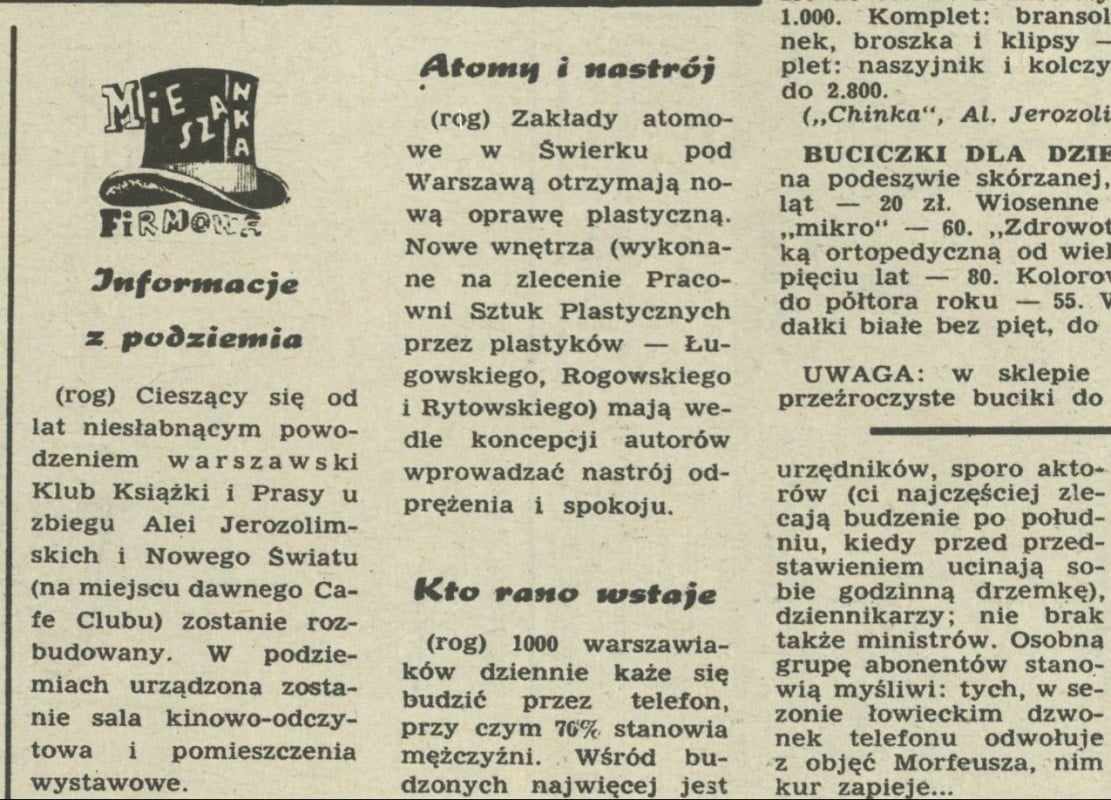 MiESZANKA
FiRMOWA
Informacje
z podziemia
(rog) Cieszący się od
lat niesłabnącym powo-
dzeniem warszawski
Klub Książki i Prasy u
zbiegu Alei Jerozolim-
skich i Nowego Światu
(na miejscu dawnego Ca-
fe Clubu) zostanie roz-
budowany. W podzie-
miach urządzona zosta-
nie sala kinowo-odczy-
towa i pomieszczenia
wystawowe.
Atomy i nastrój
(rog) Zakłady atomo-
we w Świerku pod
Warszawą otrzymają no-
wą oprawę plastyczną.
Nowe wnętrza (wykona-
ne na zlecenie Praco-
wni Sztuk Plastycznych
przez plastyków — Łu-
gowskiego, Rogowskiego
i Rytowskiego) mają we-
dle koncepcji autorów
wprowadzać nastrój od-
prężenia i spokoju.
Kto rano wstaje
(rog) 1000 warszawia-
ków dziennie każe się
budzić przez telefon,
przy czym 76% stanowia
mężczyźni. Wśród bu-
dzonych najwięcej jest
1.000. Komplet: bransol
nek, broszka i klipsy —
plet: naszyjnik i kolczy
do 2.800.
(„Chinka“, Al. Jerozoli
BUCICZKI DLA DZIE
na podeszwie skórzanej,
ląt — 20 zł. Wiosenne
„mikro“ — 60. „Zdrowot
ką ortopedyczną od wiel
pięciu lat — 80. Kolorow
do półtora roku — 55. W
dałki białe bez pięt, do
UWAGA: w sklepie
przeźroczyste buciki do
urzędników, sporo akto-
rów (ci najczęściej zle-
cają budzenie po połud-
niu, kiedy przed przed-
stawieniem ucinają so-
bie godzinną drzemkę),
dziennikarzy; nie brak
także ministrów. Osobną
grupę abonentów stano-
wią myśliwi: tych, w se-
zonie łowieckim dzwo-
nek telefonu odwołuje
z objęć Morfeusza, nim
kur zapieje...